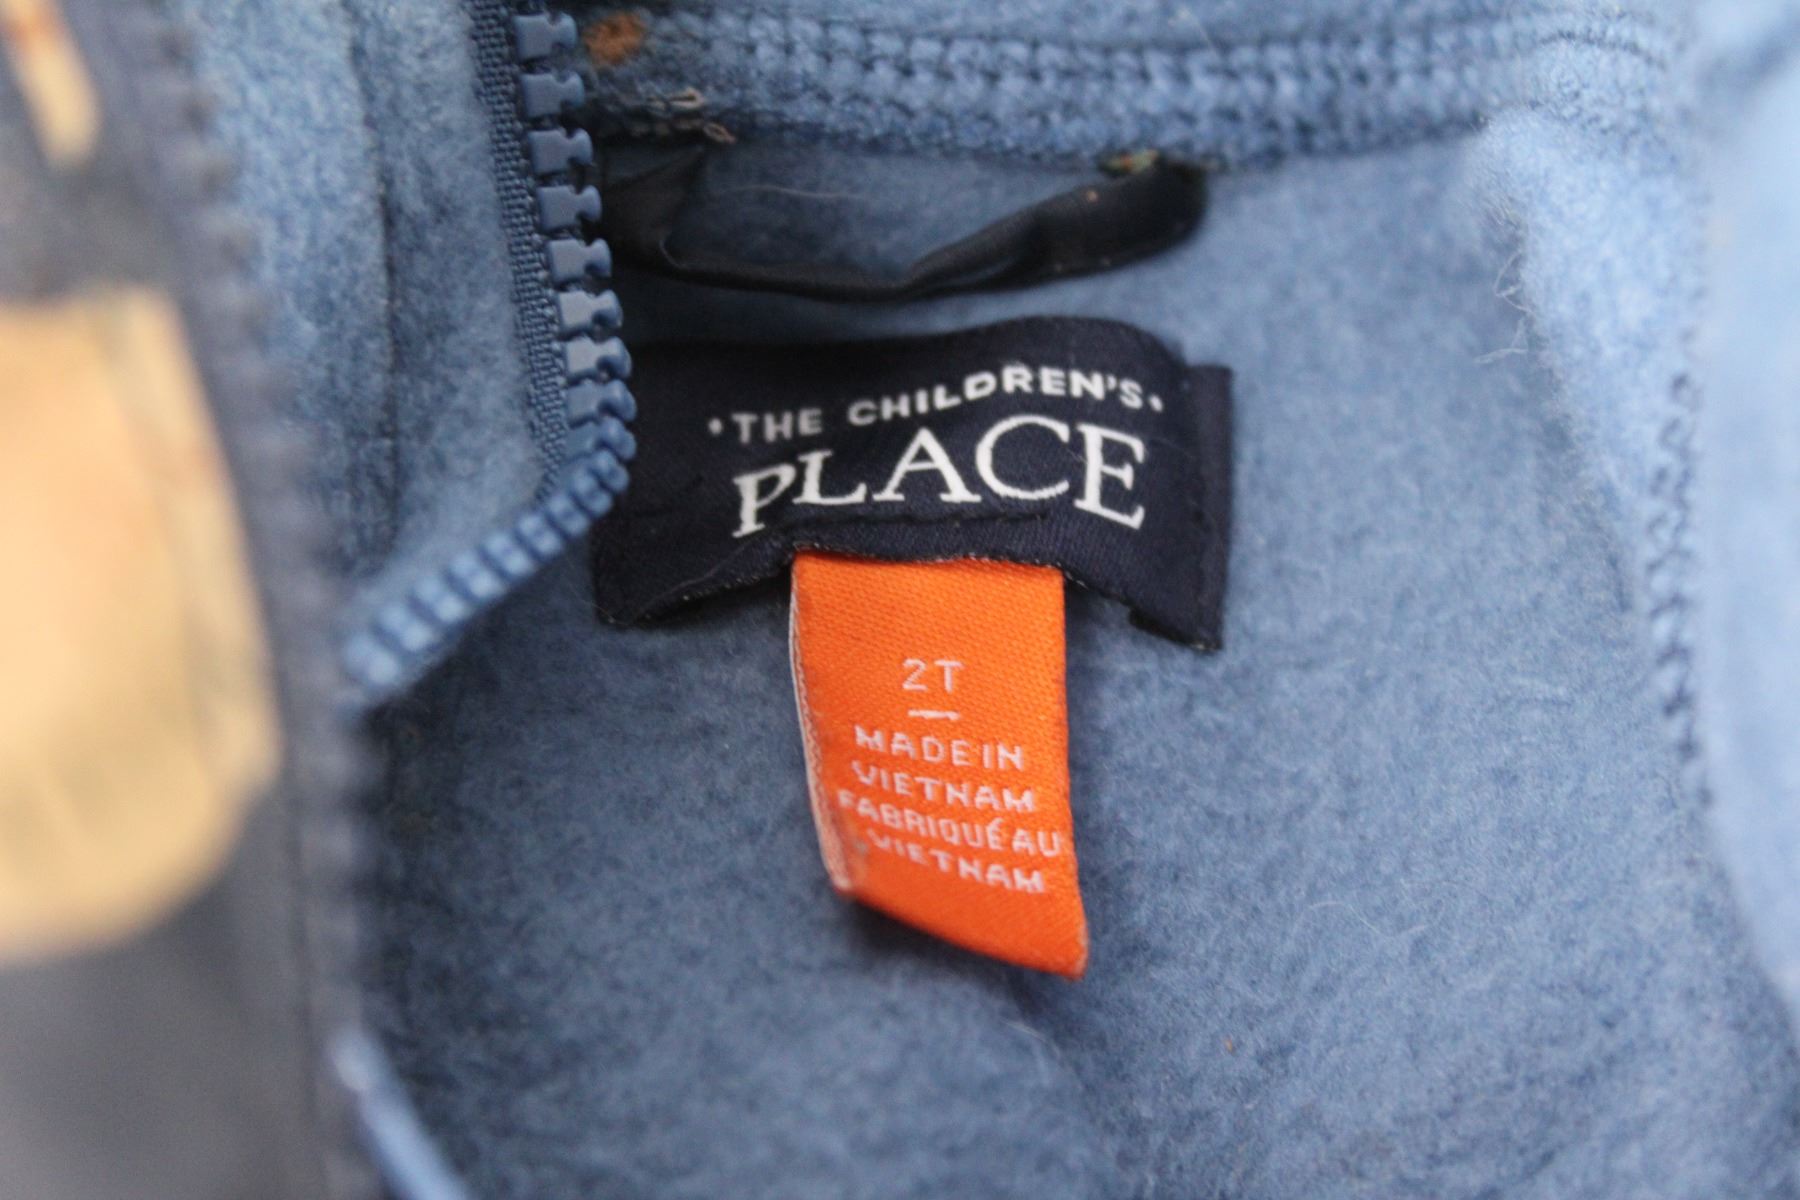 •THE CHILDREN'S•
PLACE
2T
MADE IN
VIETNAM
FABRIQUÉ AU
VIETNAM